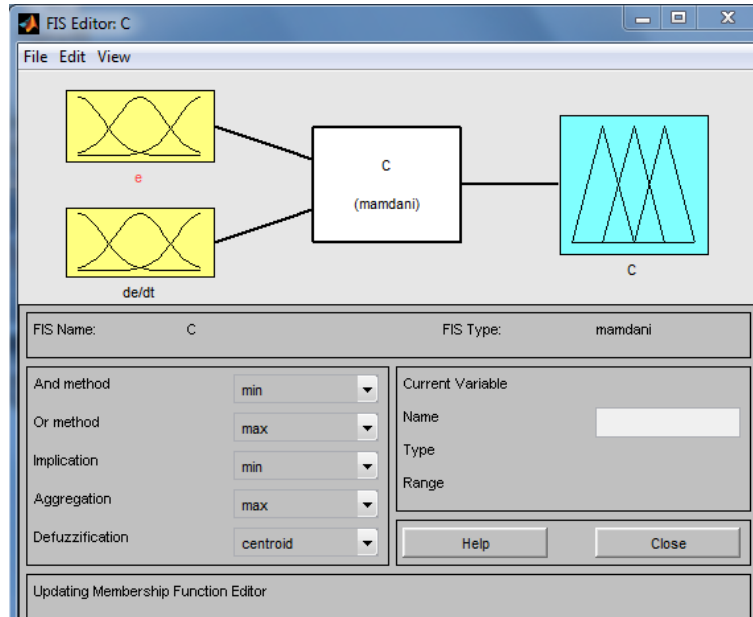 FIS Editor: C
File Edit View
e
de/dt
C
(mamdani)
C
FIS Name: C FIS Type: mamdani
And method min
Or method max
Implication min
Aggregation max
Defuzzification centroid
Current Variable
Name
Type
Range
Help Close
Updating Membership Function Editor